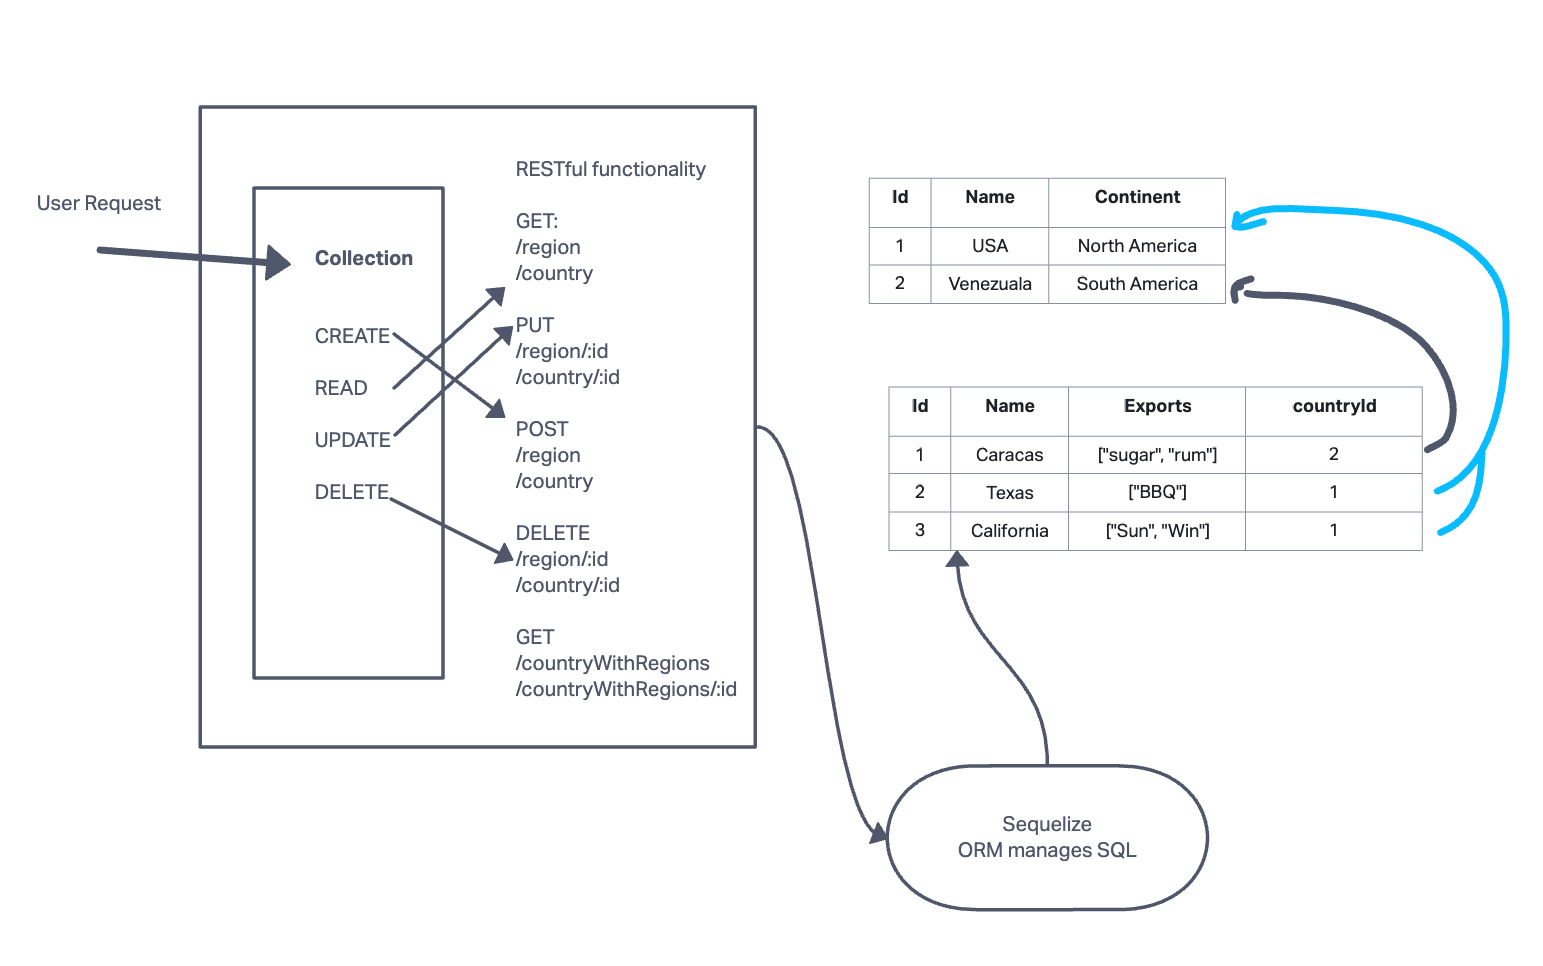 User Request
Collection
CREATE
READ
UPDATE
DELETE
RESTful functionality
GET:
/region
/country
PUT
/region/:id
/country/:id
POST
/region
/country
DELETE
/region/:id
/country/:id
GET
/countryWithRegions
/countryWithRegions/:id
Id Name Continent
1 USA North America
2 Venezuala South America
Id Name Exports countryId
1 Caracas ["sugar", "rum"] 2
2 Texas ["BBQ"] 1
3 California ["Sun", "Win"] 1
Sequelize
ORM manages SQL